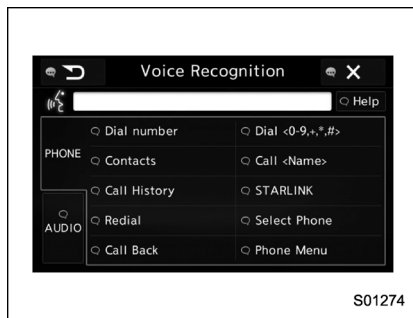 Voice Recognition
Help
PHONE
Dial number
Dial <0-9,+,*,#>
Contacts
Call <Name>
Call History
STARLINK
AUDIO
Redial
Select Phone
Call Back
Phone Menu
S01274